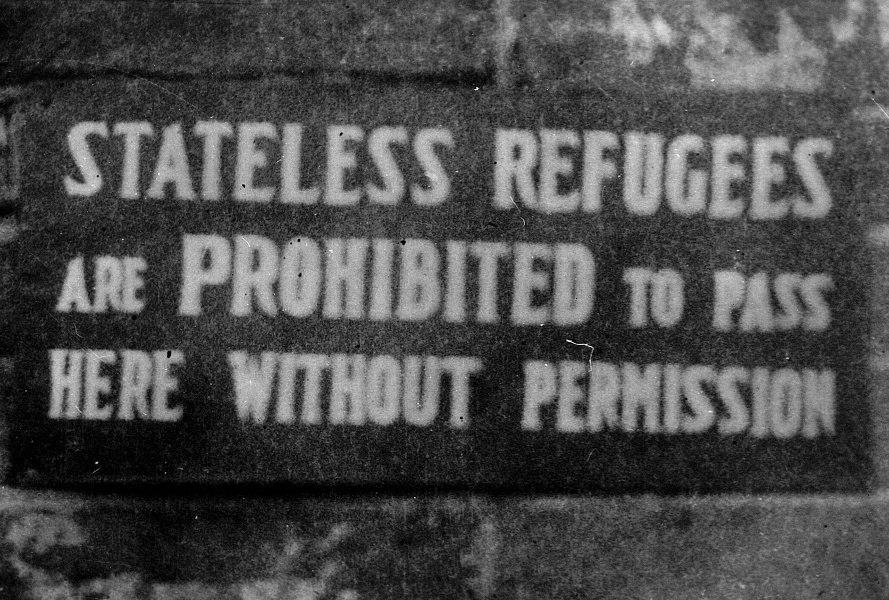 STATELESS REFUGEES
ARE PROHIBITED TO PASS
HERE WITHOUT PERMISSION